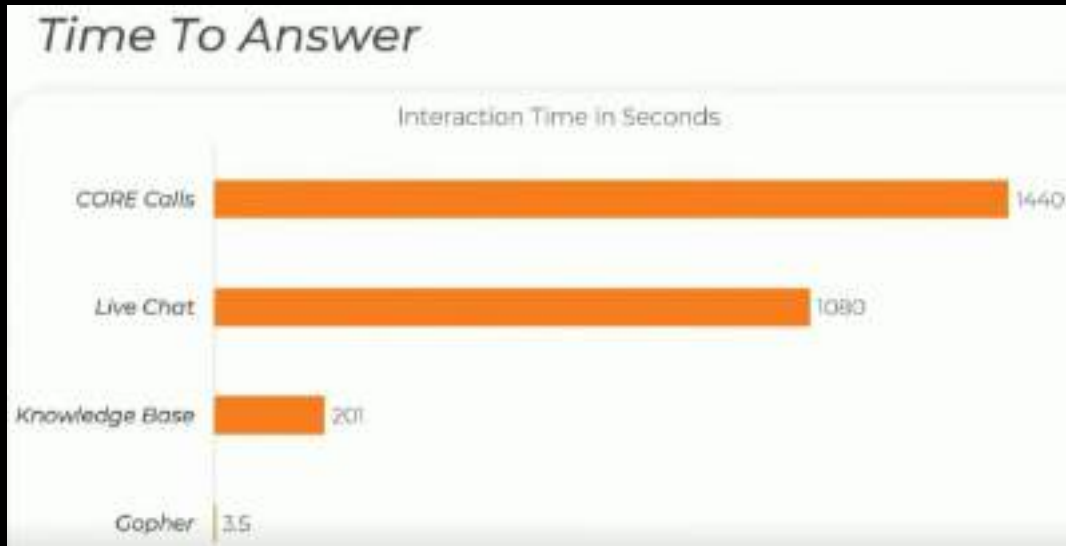 Time To Answer
Interaction Time in Seconds
CORE Calls 1440
Live Chat 1080
Knowledge Base 201
Gopher 3.5